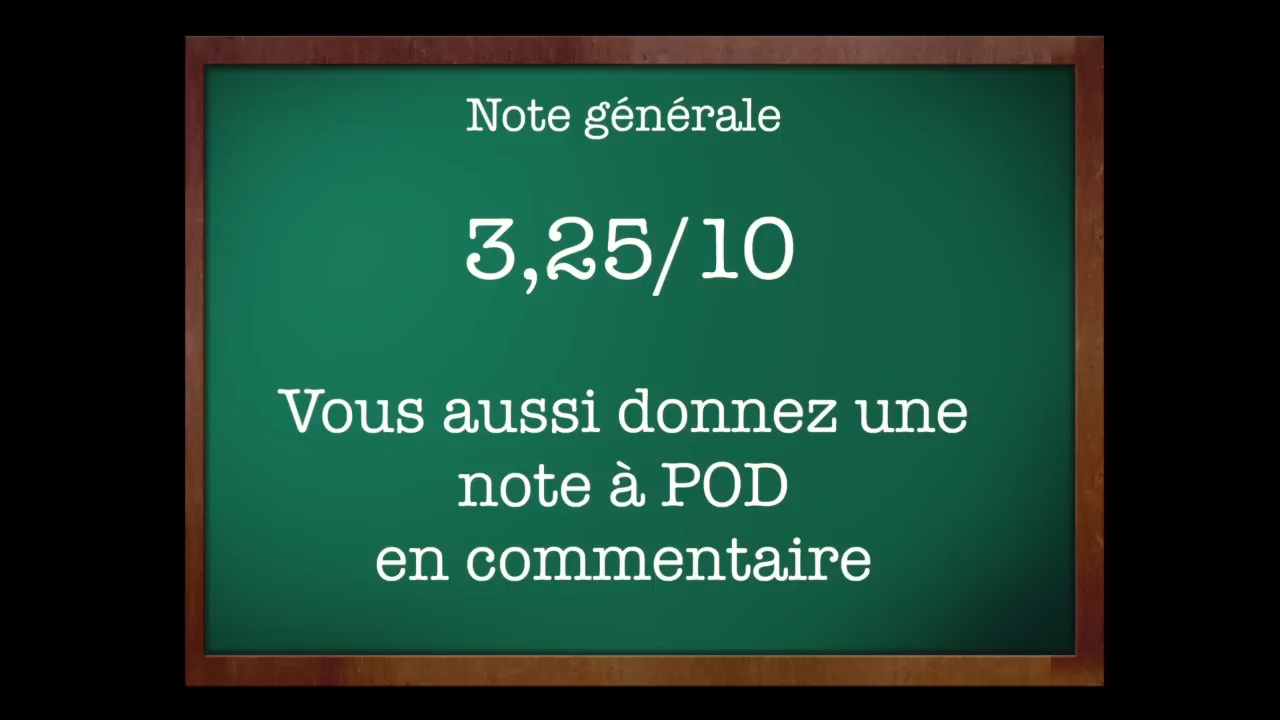 Note générale
3,25/10
Vous aussi donnez une
note à POD
en commentaire